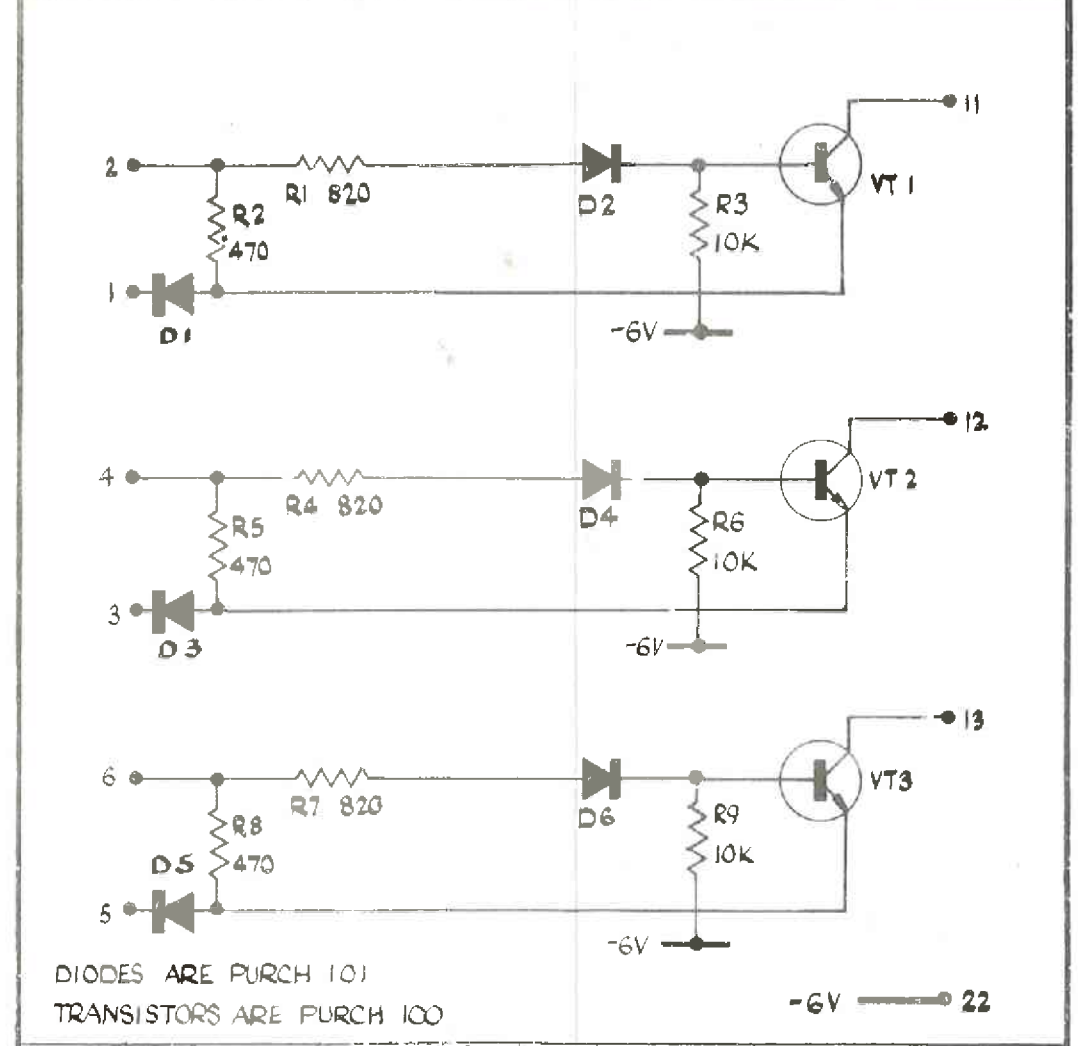 11
2
R1 820
D2
VT 1
R2
470
R3
10K
1
D1
-6V
12
4
R4 820
D4
VT 2
R5
470
R6
10K
3
D3
-6V
13
6
R7 820
D6
VT3
R8
470
R9
10K
D5
5
-6V
DIODES ARE PURCH 101
TRANSISTORS ARE PURCH 100
-6V 22